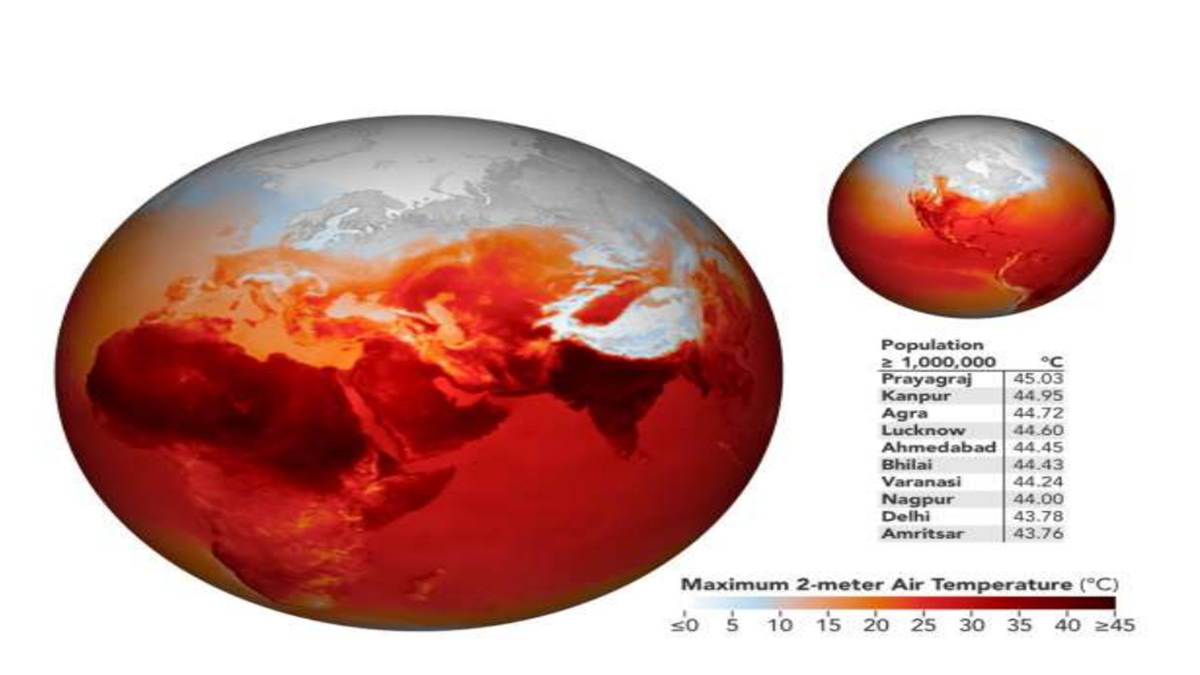 Population
≥ 1,000,000 °C
Prayagraj 45.03
Kanpur 44.95
Agra 44.72
Lucknow 44.60
Ahmedabad 44.45
Bhilai 44.43
Varanasi 44.24
Nagpur 44.00
Delhi 43.78
Amritsar 43.76
Maximum 2-meter Air Temperature (°C)
≤0 5 10 15 20 25 30 35 40 ≥45